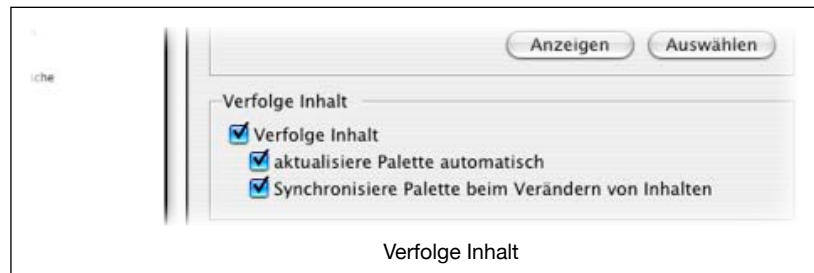 Anzeigen Auswählen
Verfolge Inhalt
Verfolge Inhalt
aktualisiere Palette automatisch
Synchronisiere Palette beim Verändern von Inhalten
Verfolge Inhalt